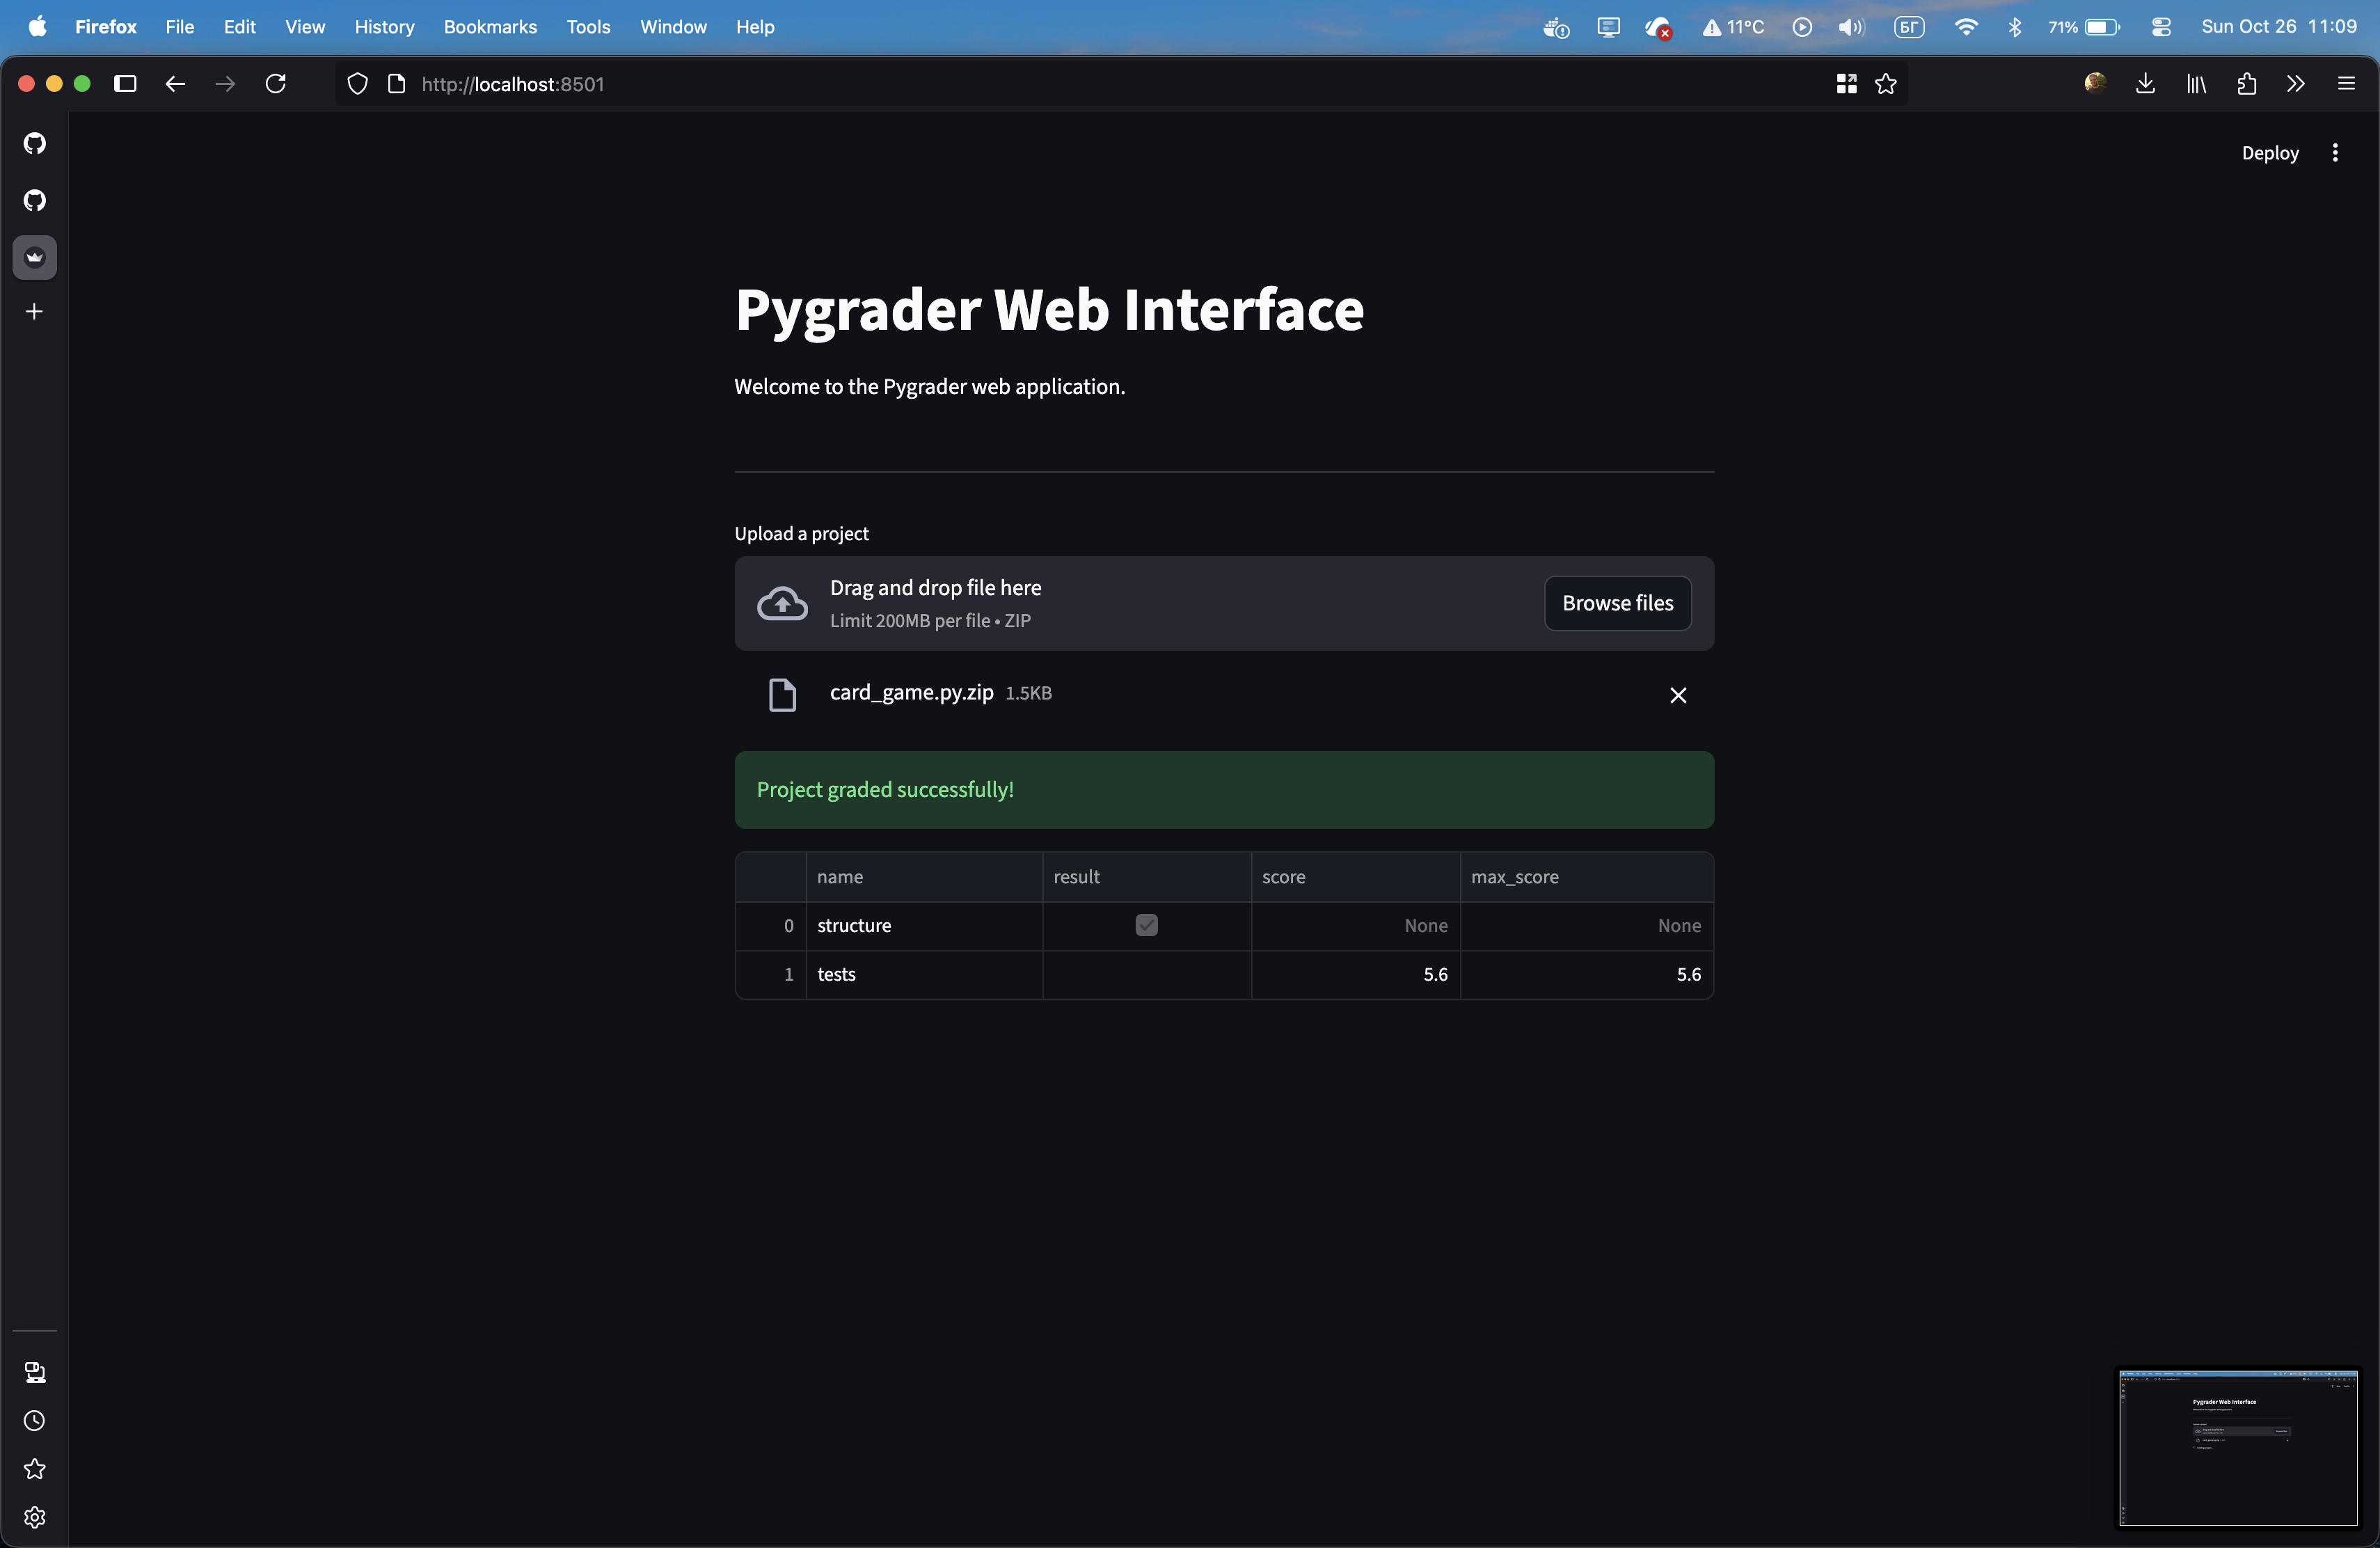 Firefox File Edit View History Bookmarks Tools Window Help 11°C БГ 71% Sun Oct 26 11:09
http://localhost:8501
Deploy
Pygrader Web Interface
Welcome to the Pygrader web application.
Upload a project
Drag and drop file here
Limit 200MB per file • ZIP
Browse files
card_game.py.zip 1.5KB
Project graded successfully!
name result score max_score
0 structure None None
1 tests 5.6 5.6
Pygrader Web Interface